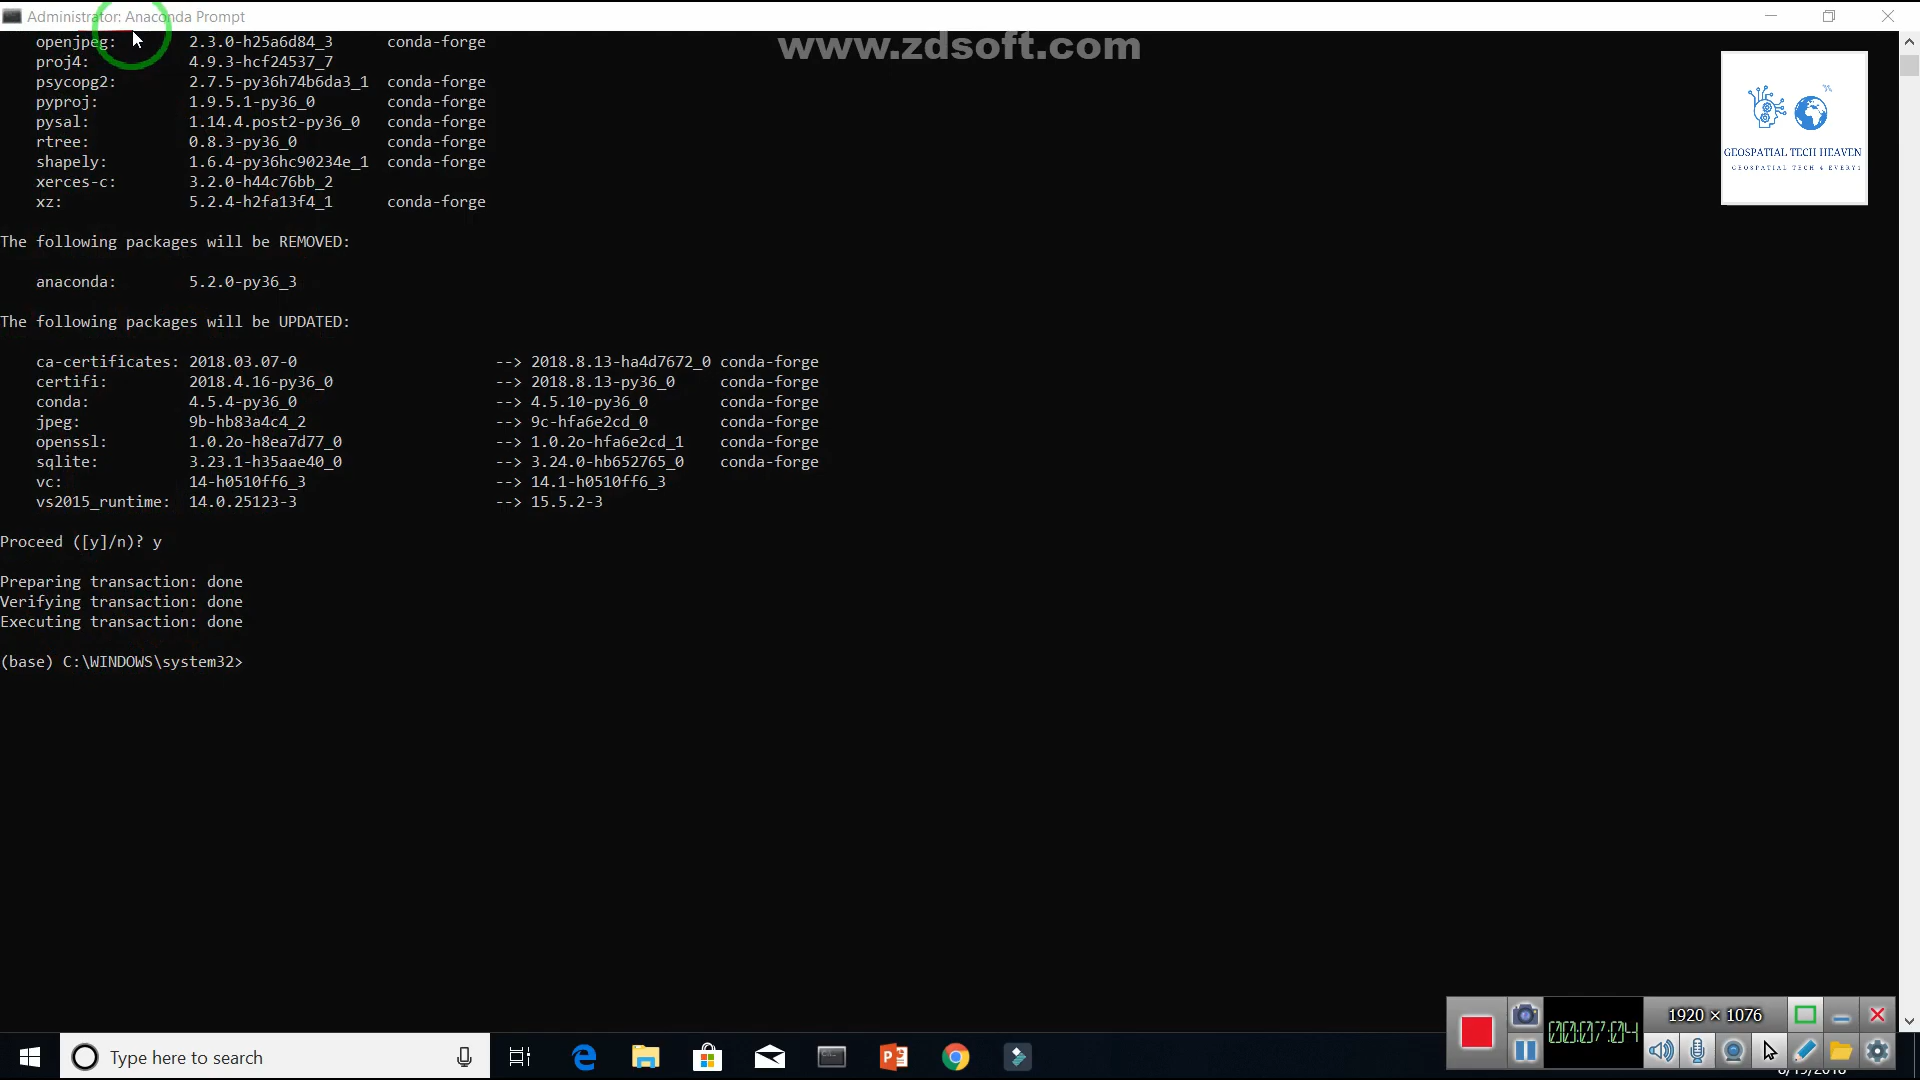 Administrator: Anaconda Prompt
www.zdsoft.com
openjpeg: 2.3.0-h25a6d84_3 conda-forge
proj4: 4.9.3-hcf24537_7
psycopg2: 2.7.5-py36h74b6da3_1 conda-forge
pyproj: 1.9.5.1-py36_0 conda-forge
pysal: 1.14.4.post2-py36_0 conda-forge
rtree: 0.8.3-py36_0 conda-forge
shapely: 1.6.4-py36hc90234e_1 conda-forge
xerces-c: 3.2.0-h44c76bb_2
xz: 5.2.4-h2fa13f4_1 conda-forge
GEOSPATIAL TECH HEAVEN
GEOSPATIAL TECH 4 EVERY1
The following packages will be REMOVED:
anaconda: 5.2.0-py36_3
The following packages will be UPDATED:
ca-certificates: 2018.03.07-0 --> 2018.8.13-ha4d7672_0 conda-forge
certifi: 2018.4.16-py36_0 --> 2018.8.13-py36_0 conda-forge
conda: 4.5.4-py36_0 --> 4.5.10-py36_0 conda-forge
jpeg: 9b-hb83a4c4_2 --> 9c-hfa6e2cd_0 conda-forge
openssl: 1.0.2o-h8ea7d77_0 --> 1.0.2o-hfa6e2cd_1 conda-forge
sqlite: 3.23.1-h35aae40_0 --> 3.24.0-hb652765_0 conda-forge
vc: 14-h0510ff6_3 --> 14.1-h0510ff6_3
vs2015_runtime: 14.0.25123-3 --> 15.5.2-3
Proceed ([y]/n)? y
Preparing transaction: done
Verifying transaction: done
Executing transaction: done
(base) C:\WINDOWS\system32>
1920 × 1076
00:07:04
Type here to search